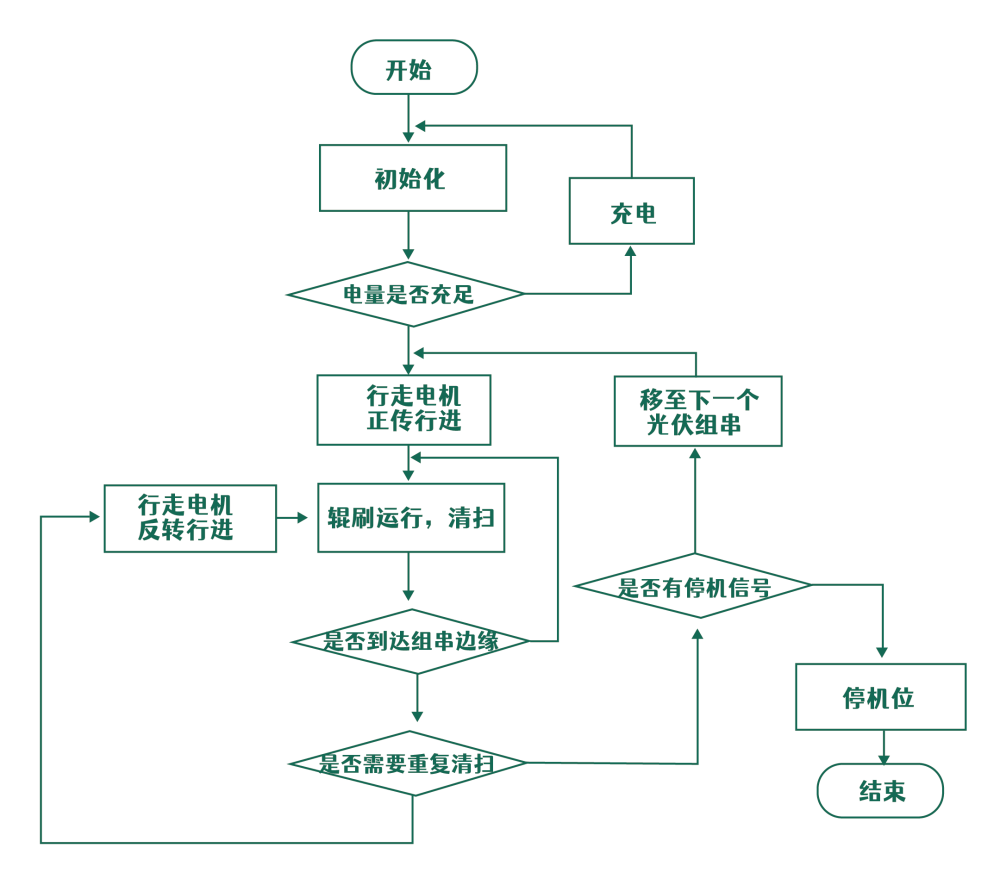 开始
初始化
充电
电量是否充足
行走电机
正传行进
移至下一个
光伏组串
行走电机
反转行进
辊刷运行，清扫
是否有停机信号
是否到达组串边缘
停机位
是否需要重复清扫
结束